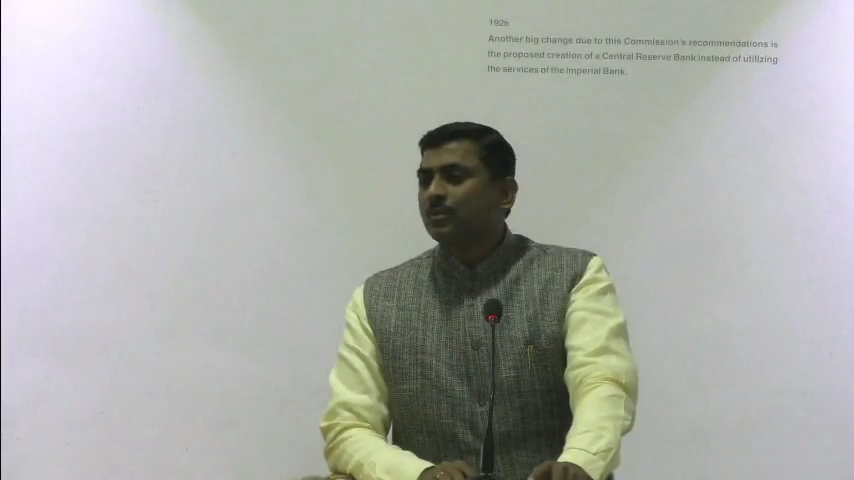 1926
Another big change due to this Commission's recommendations is
the proposed creation of a Central Reserve Bank instead of utilizing
the services of the Imperial Bank.